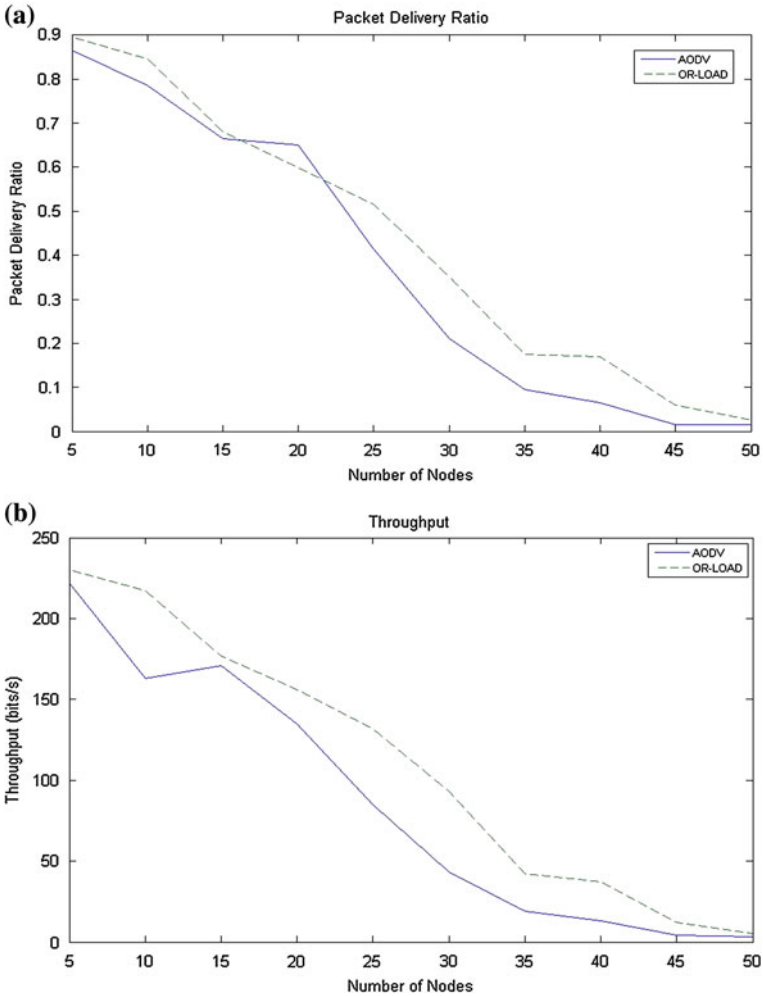 (a)
Packet Delivery Ratio
0.9
0.8
0.7
0.6
0.5
0.4
0.3
0.2
0.1
0
Packet Delivery Ratio
AODV
OR-LOAD
5 10 15 20 25 30 35 40 45 50
Number of Nodes
(b)
Throughput
250
200
150
100
50
0
Throughput (bits/s)
AODV
OR-LOAD
5 10 15 20 25 30 35 40 45 50
Number of Nodes